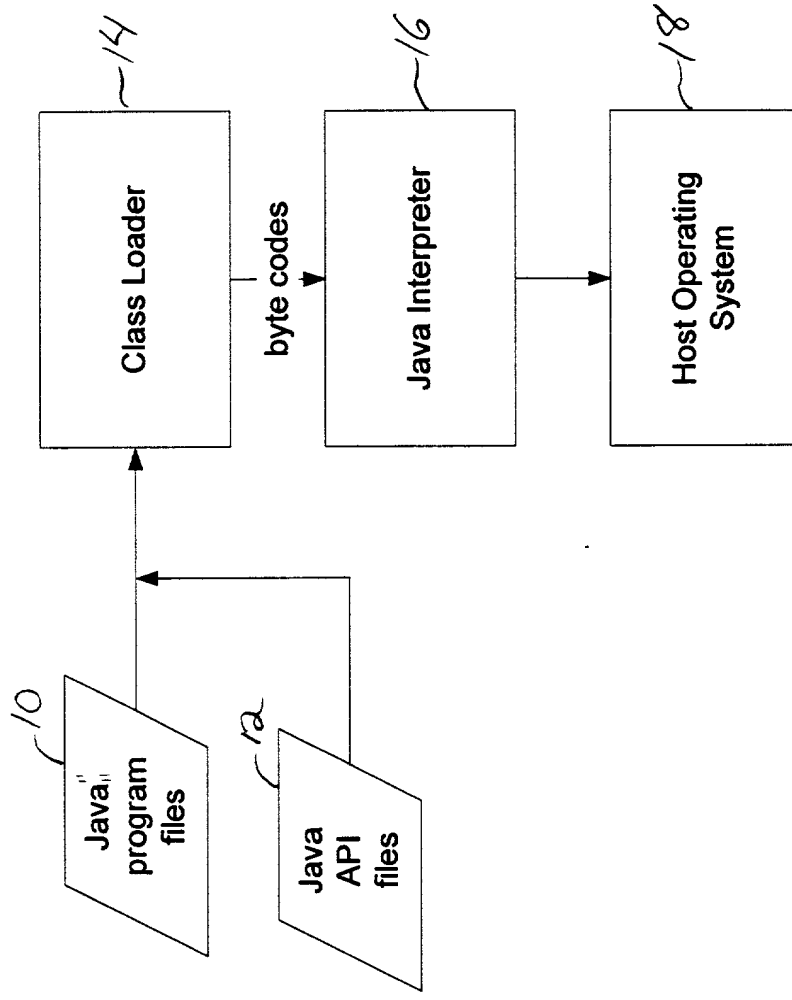 10
Java"
program
files
12
Java
API
files
14
Class Loader
byte codes
16
Java Interpreter
18
Host Operating
System